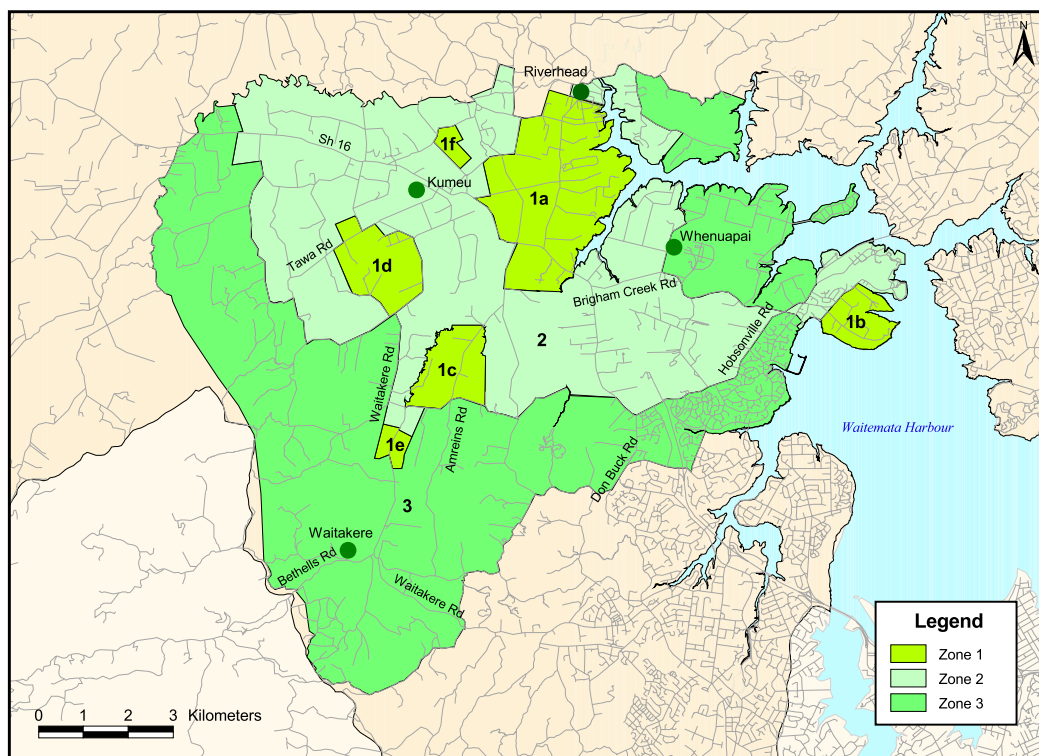 N
Riverhead
Sh 16
1f
Kumeu
1a
Whenuapai
Tawa Rd
1d
Brigham Creek Rd
1b
Hobsonville Rd
2
Waitakere Rd
1c
Waitemata Harbour
Amreins Rd
1e
Don Buck Rd
3
Waitakere
Bethells Rd
Waitakere Rd
Legend
Zone 1
Zone 2
Zone 3
0 1 2 3 Kilometers